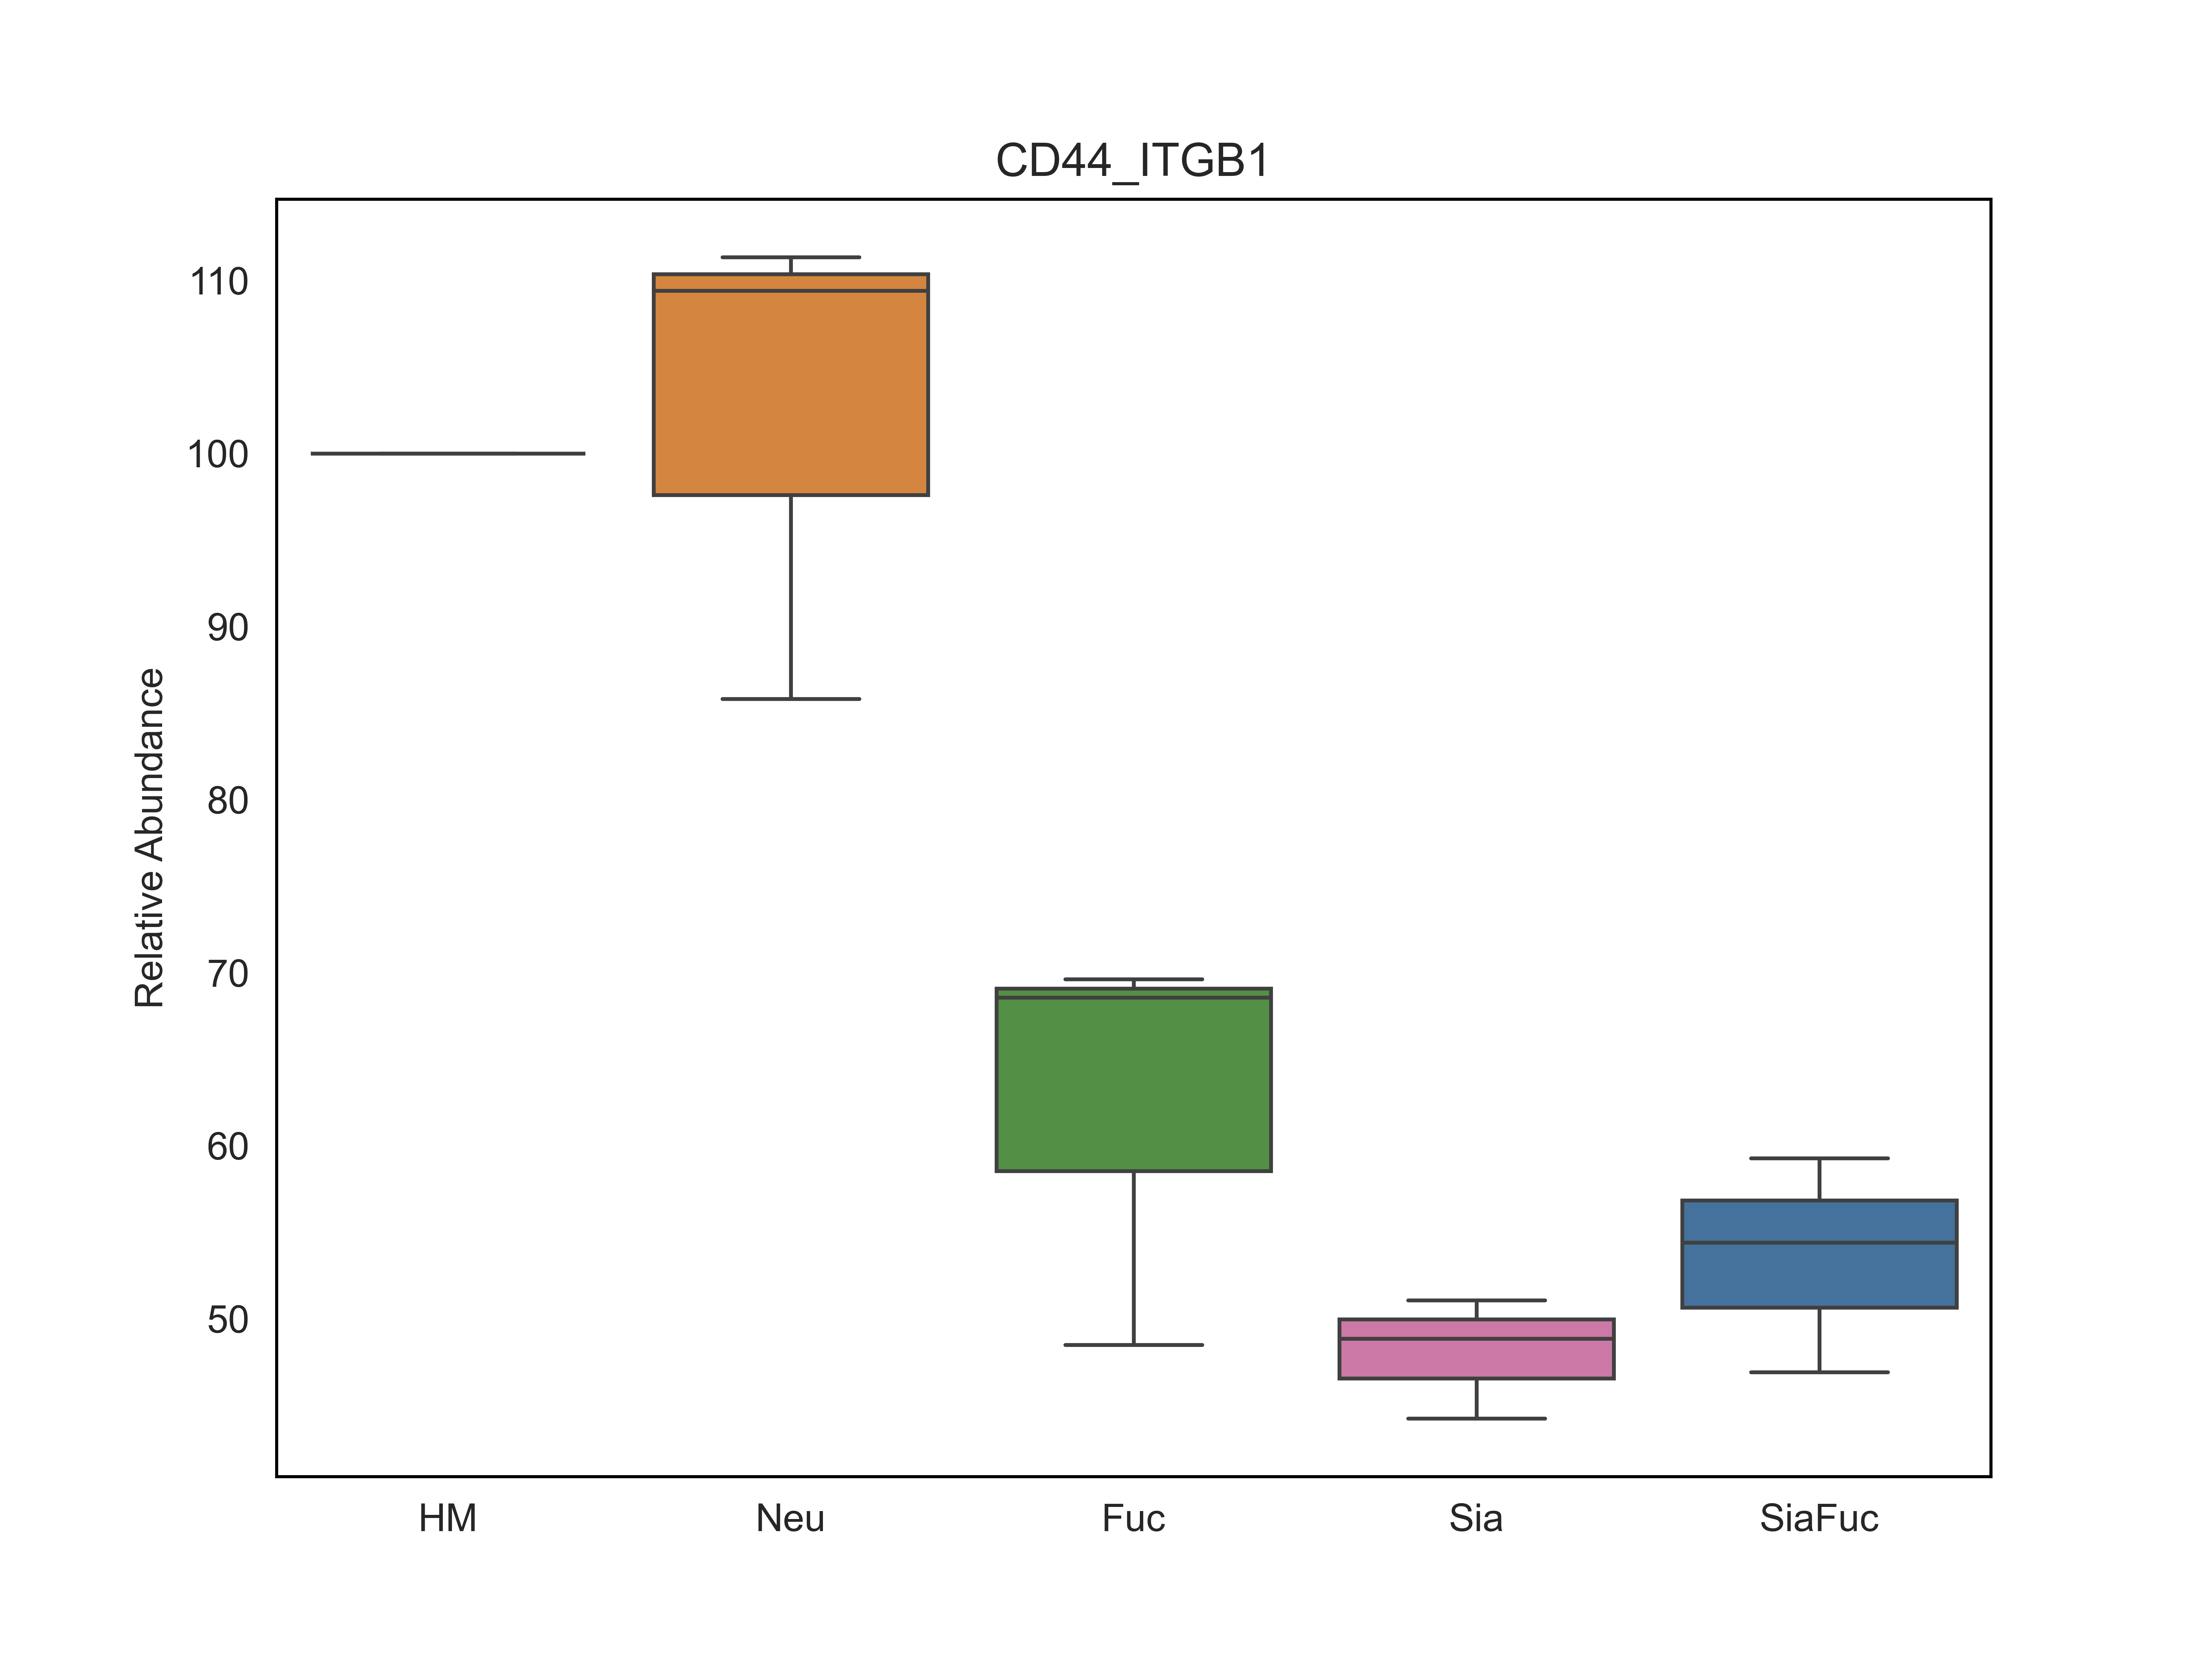 CD44_ITGB1
110
100
90
80
70
60
50
Relative Abundance
HM
Neu
Fuc
Sia
SiaFuc